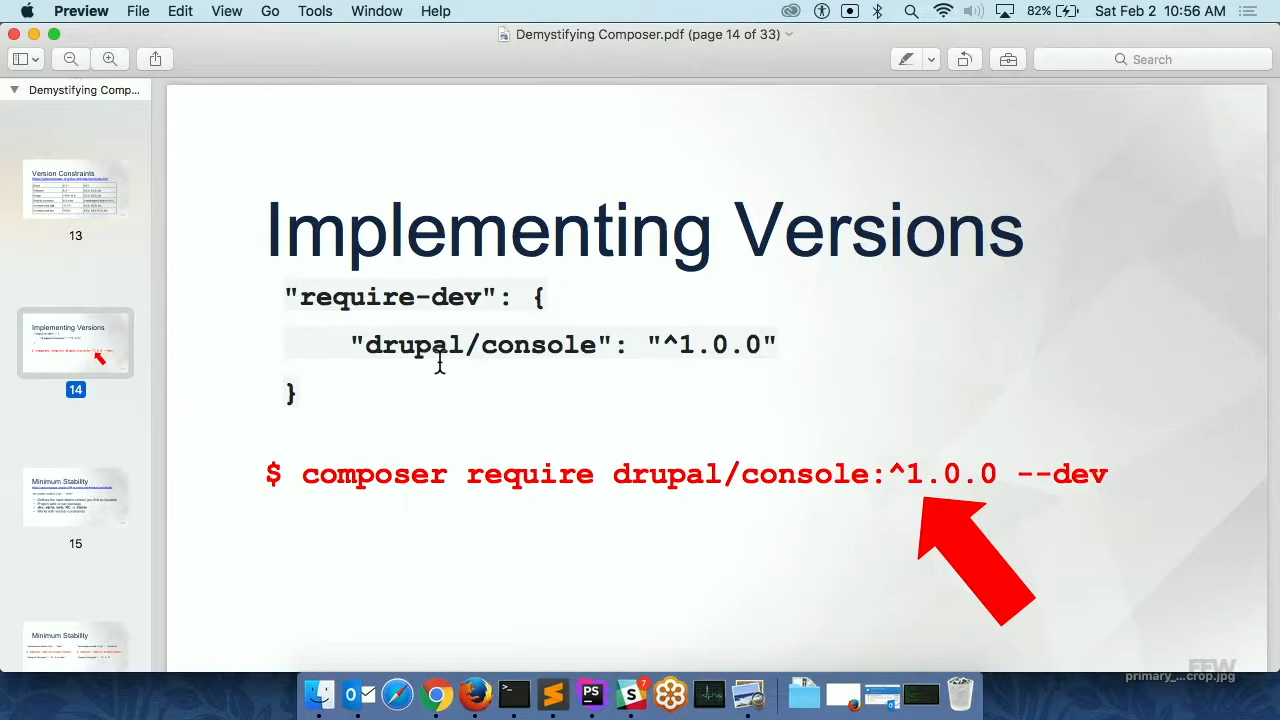 Preview File Edit View Go Tools Window Help 82% Sat Feb 2 10:56 AM
Demystifying Composer.pdf (page 14 of 33)
Search
Demystifying Comp...
Version Constraints
13
Implementing Versions
14
Minimum Stability
15
Minimum Stability
Implementing Versions
"require-dev": {
"drupal/console": "^1.0.0"
}
$ composer require drupal/console:^1.0.0 --dev
primary_...crop.jpg
PS
7